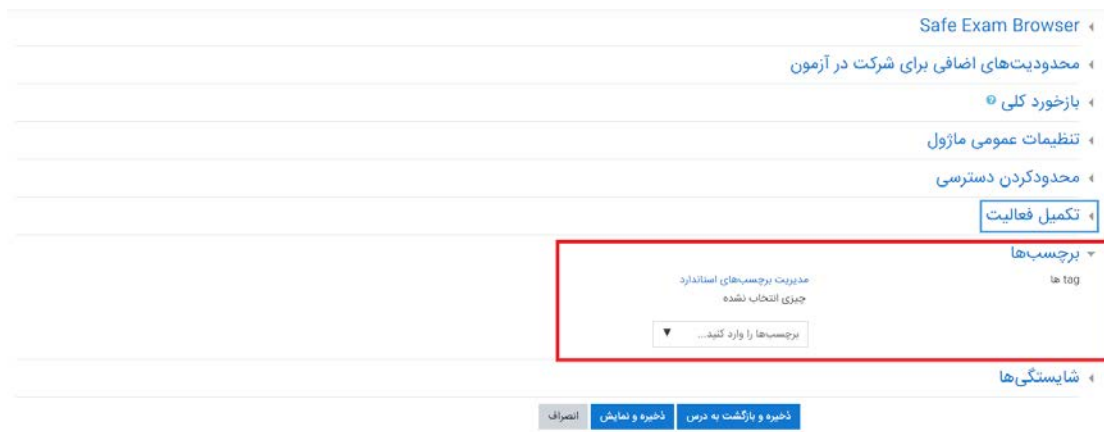 Safe Exam Browser
محدودیت‌های اضافی برای شرکت در آزمون
بازخورد کلی
تنظیمات عمومی ماژول
محدودکردن دسترسی
تکمیل فعالیت
برچسب‌ها
tag ها
مدیریت برچسب‌های استاندارد
چیزی انتخاب نشده
برچسب‌ها را وارد کنید...
شایستگی‌ها
ذخیره و بازگشت به درس ذخیره و نمایش انصراف